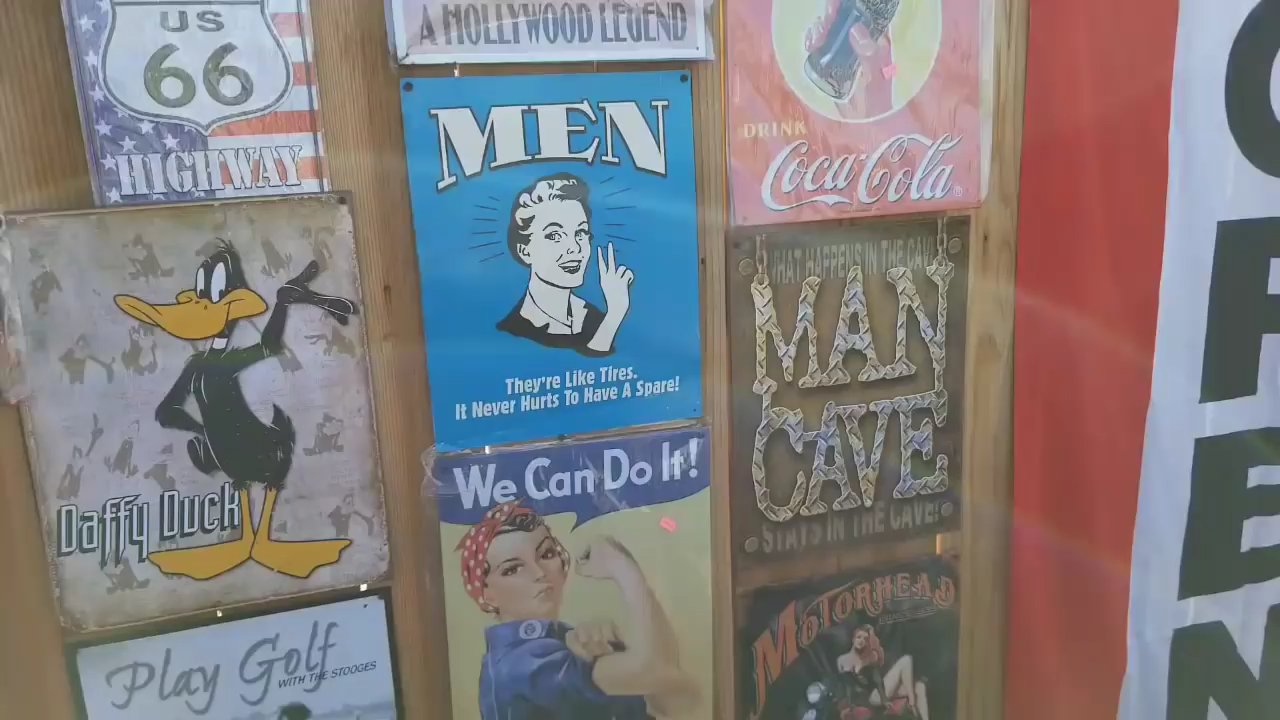 US
66
HIGHWAY
A HOLLYWOOD LEGEND
DRINK
Coca-Cola
MEN
They're Like Tires.
It Never Hurts To Have A Spare!
Daffy Duck
WHAT HAPPENS IN THE CAVE
MAN
CAVE
STAYS IN THE CAVE!
We Can Do It!
Play Golf
WITH THE STOOGES
MOTORHEAD
OPEN